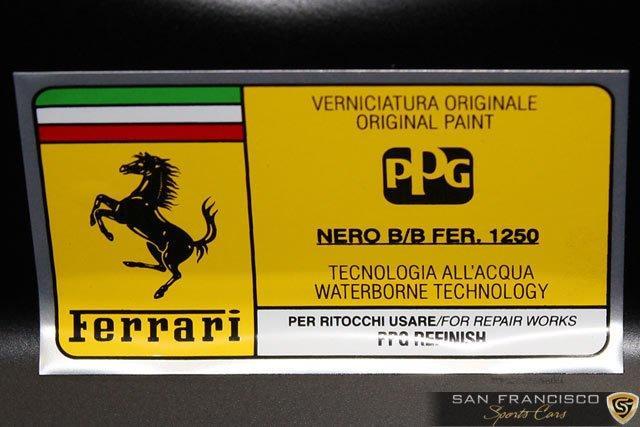 VERNICIATURA ORIGINALE
ORIGINAL PAINT
PPG
NERO B/B FER. 1250
TECNOLOGIA ALL'ACQUA
WATERBORNE TECHNOLOGY
Ferrari
PER RITOCCHI USARE/FOR REPAIR WORKS
PPG REFINISH
SAN FRANCISCO
Sports Cars